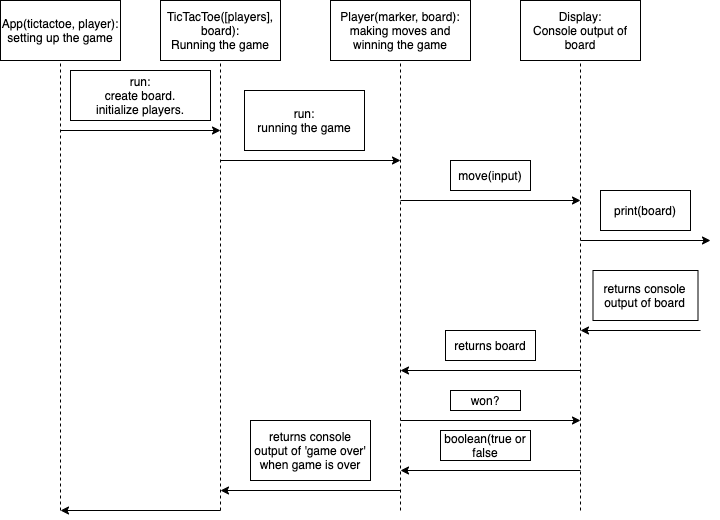 App(tictactoe, player):
setting up the game
TicTacToe([players],
board):
Running the game
Player(marker, board):
making moves and
winning the game
Display:
Console output of
board
run:
create board.
initialize players.
run:
running the game
move(input)
print(board)
returns console
output of board
returns board
won?
boolean(true or
false
returns console
output of 'game over'
when game is over